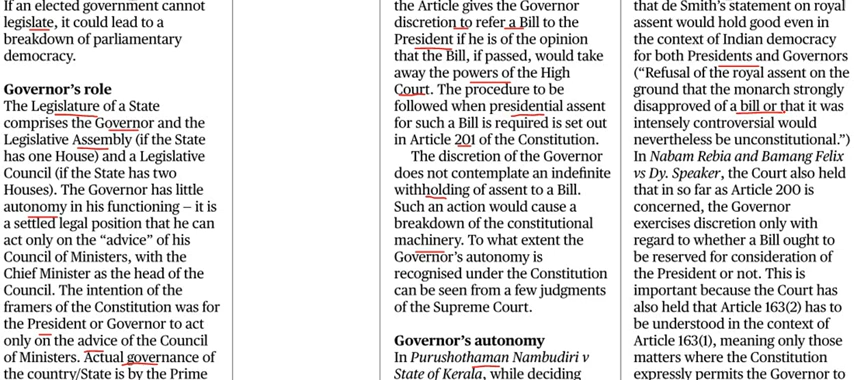 If an elected government cannot
legislate, it could lead to a
breakdown of parliamentary
democracy.
Governor's role
The Legislature of a State
comprises the Governor and the
Legislative Assembly (if the State
has one House) and a Legislative
Council (if the State has two
Houses). The Governor has little
autonomy in his functioning – it is
a settled legal position that he can
act only on the “advice” of his
Council of Ministers, with the
Chief Minister as the head of the
Council. The intention of the
framers of the Constitution was for
the President or Governor to act
only on the advice of the Council
of Ministers. Actual governance of
the country/State is by the Prime
the Article gives the Governor
discretion to refer a Bill to the
President if he is of the opinion
that the Bill, if passed, would take
away the powers of the High
Court. The procedure to be
followed when presidential assent
for such a Bill is required is set out
in Article 201 of the Constitution.
The discretion of the Governor
does not contemplate an indefinite
withholding of assent to a Bill.
Such an action would cause a
breakdown of the constitutional
machinery. To what extent the
Governor's autonomy is
recognised under the Constitution
can be seen from a few judgments
of the Supreme Court.
Governor's autonomy
In Purushothaman Nambudiri v
State of Kerala, while deciding
that de Smith's statement on royal
assent would hold good even in
the context of Indian democracy
for both Presidents and Governors
(“Refusal of the royal assent on the
ground that the monarch strongly
disapproved of a bill or that it was
intensely controversial would
nevertheless be unconstitutional.”)
In Nabam Rebia and Bamang Felix
vs Dy. Speaker, the Court also held
that in so far as Article 200 is
concerned, the Governor
exercises discretion only with
regard to whether a Bill ought to
be reserved for consideration of
the President or not. This is
important because the Court has
also held that Article 163(2) has to
be understood in the context of
Article 163(1), meaning only those
matters where the Constitution
expressly permits the Governor to